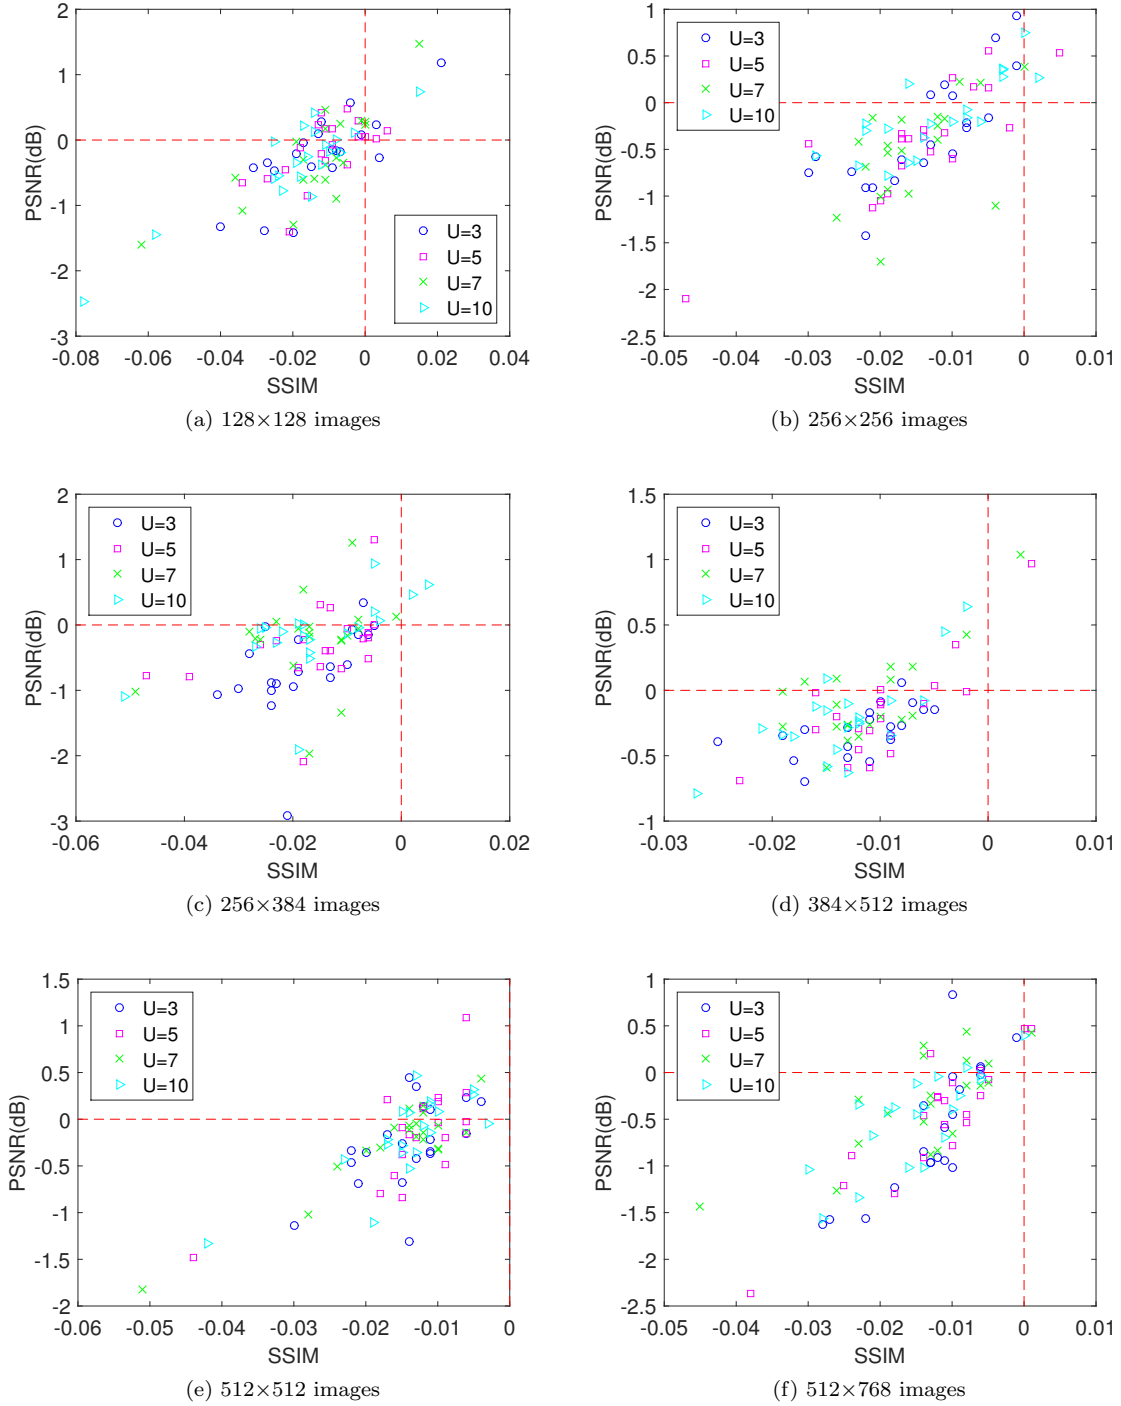 2
1
0
-1
-2
-3
PSNR(dB)
U=3
U=5
U=7
U=10
-0.08 -0.06 -0.04 -0.02 0 0.02 0.04
SSIM
(a) 128×128 images
1
0.5
0
-0.5
-1
-1.5
-2
-2.5
PSNR(dB)
U=3
U=5
U=7
U=10
-0.05 -0.04 -0.03 -0.02 -0.01 0 0.01
SSIM
(b) 256×256 images
2
1
0
-1
-2
-3
PSNR(dB)
U=3
U=5
U=7
U=10
-0.06 -0.04 -0.02 0 0.02
SSIM
(c) 256×384 images
1.5
1
0.5
0
-0.5
-1
PSNR(dB)
U=3
U=5
U=7
U=10
-0.03 -0.02 -0.01 0 0.01
SSIM
(d) 384×512 images
1.5
1
0.5
0
-0.5
-1
-1.5
-2
PSNR(dB)
U=3
U=5
U=7
U=10
-0.06 -0.05 -0.04 -0.03 -0.02 -0.01 0
SSIM
(e) 512×512 images
1
0.5
0
-0.5
-1
-1.5
-2
-2.5
PSNR(dB)
U=3
U=5
U=7
U=10
-0.05 -0.04 -0.03 -0.02 -0.01 0 0.01
SSIM
(f) 512×768 images